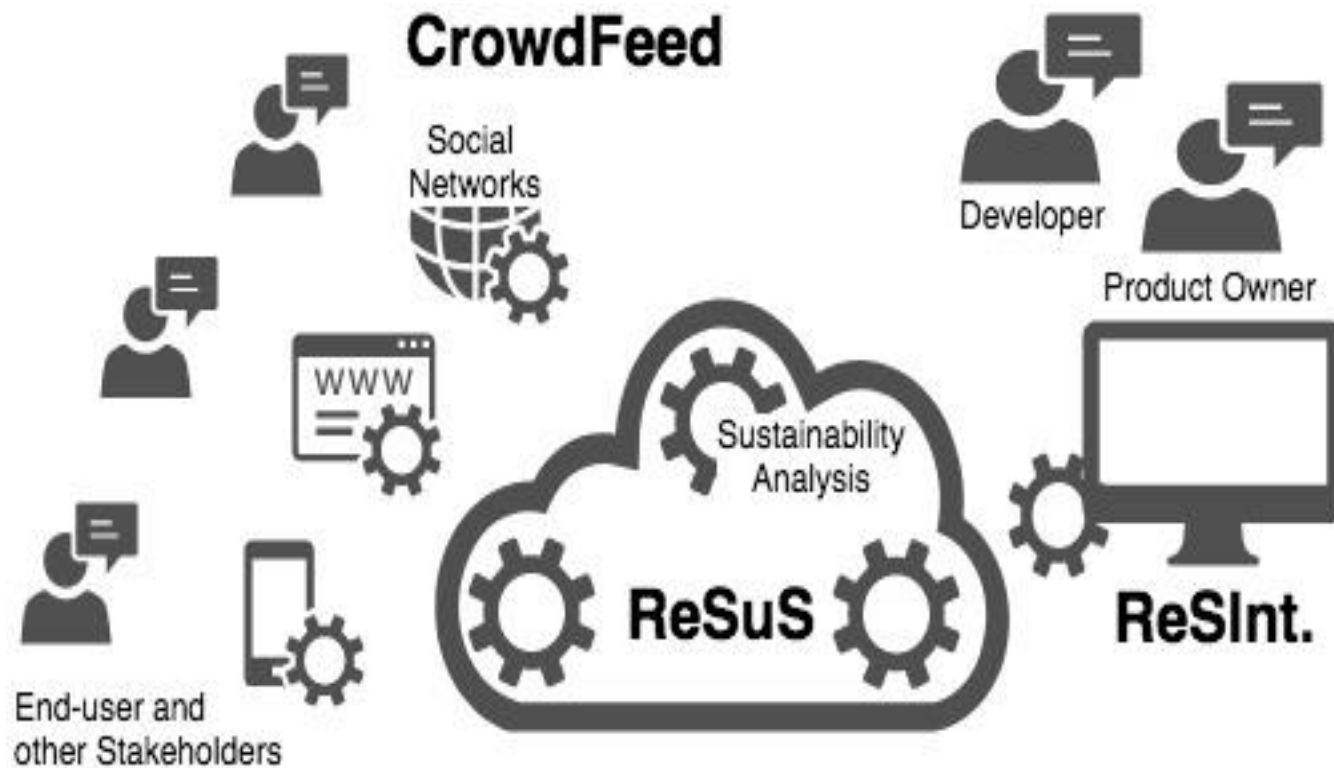 CrowdFeed
Social
Networks
Developer
Product Owner
WWW
Sustainability
Analysis
ReSuS
ReSInt.
End-user and
other Stakeholders